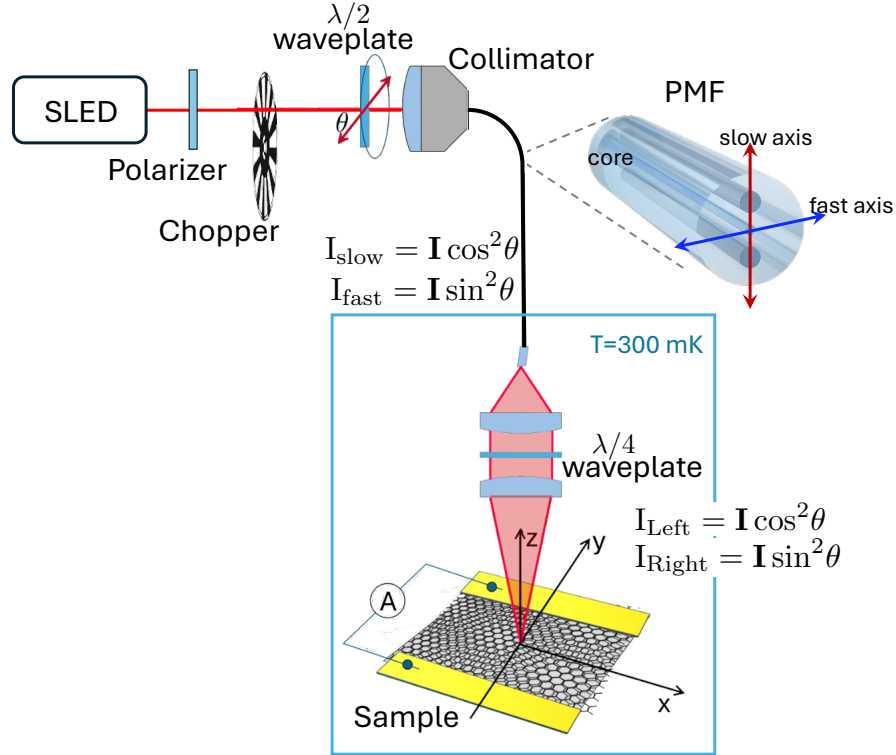 λ/2
waveplate
Collimator
SLED
θ
Polarizer
Chopper
PMF
slow axis
core
fast axis
I_slow = I cos²θ
I_fast = I sin²θ
T=300 mK
λ/4
waveplate
I_Left = I cos²θ
I_Right = I sin²θ
z
y
A
x
Sample